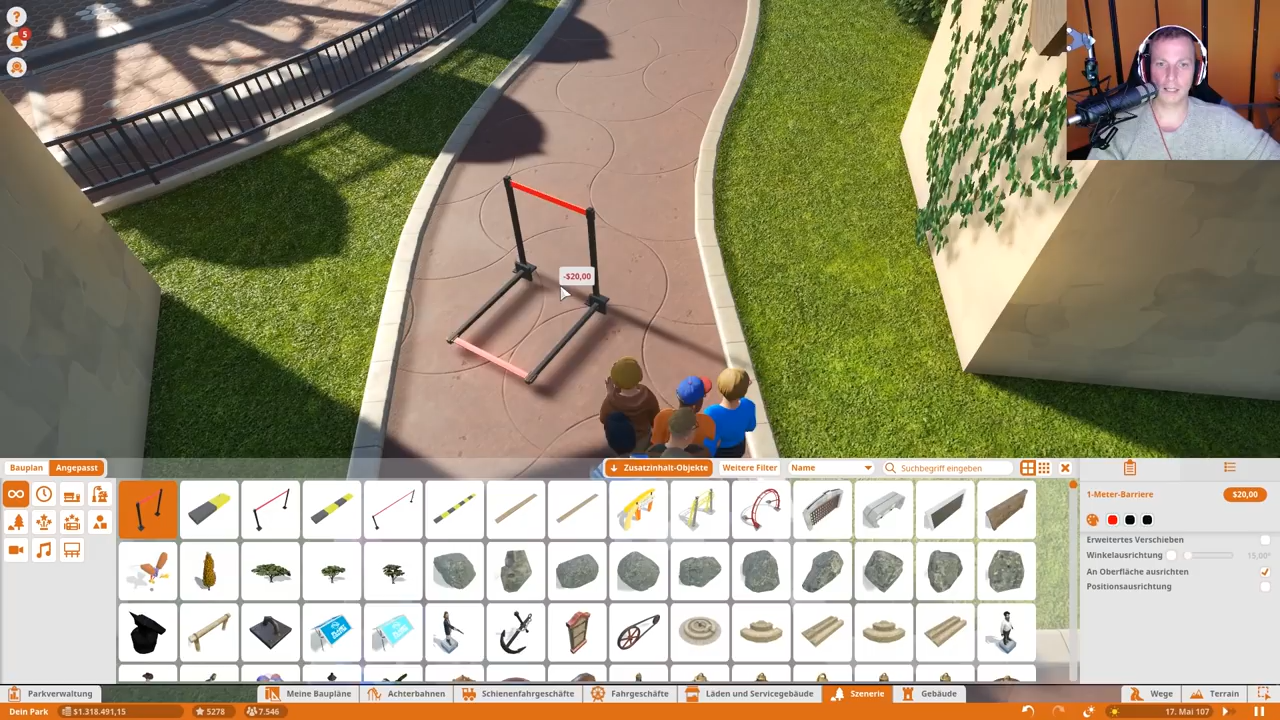 ?
5
-$20,00
Bauplan
Angepasst
Zusatzinhalt-Objekte
Weitere Filter
Name
Suchbegriff eingeben
1-Meter-Barriere
$20,00
Erweitertes Verschieben
Winkelausrichtung
15,00°
An Oberfläche ausrichten
Positionsausrichtung
Parkverwaltung
Meine Baupläne
Achterbahnen
Schienenfahrgeschäfte
Fahrgeschäfte
Läden und Servicegebäude
Szenerie
Gebäude
Wege
Terrain
Dein Park
$1.318.491,15
5278
7.546
17. Mai 107